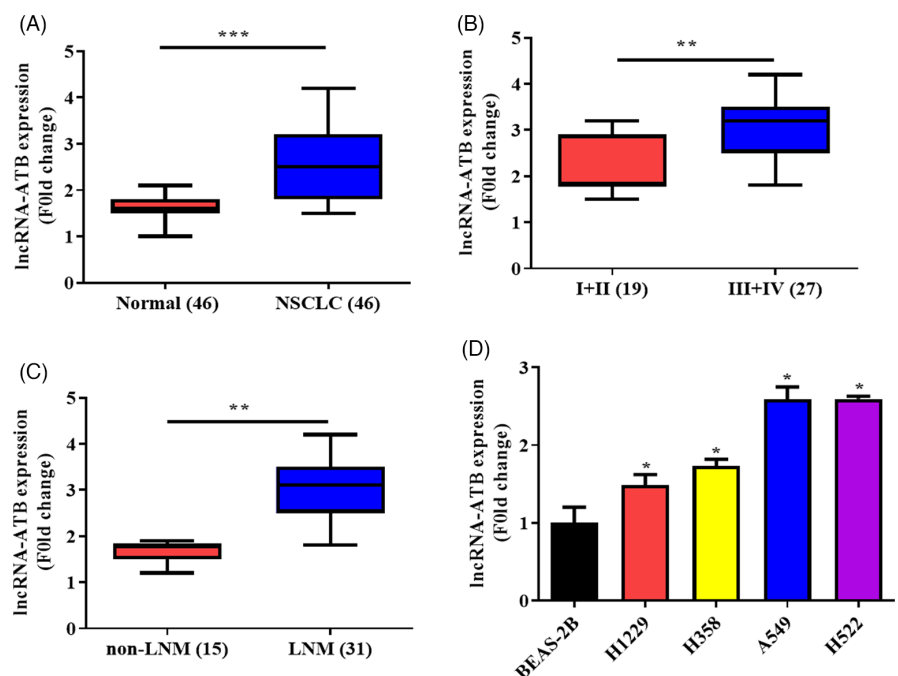 (A)
***
lncRNA-ATB expression
(F0ld change)
5
4
3
2
1
0
Normal (46)
NSCLC (46)
(B)
**
lncRNA-ATB expression
(F0ld change)
5
4
3
2
1
0
I+II (19)
III+IV (27)
(C)
**
lncRNA-ATB expression
(F0ld change)
5
4
3
2
1
0
non-LNM (15)
LNM (31)
(D)
lncRNA-ATB expression
(F0ld change)
3
2
1
0
*
*
*
*
BEAS-2B
H1229
H358
A549
H522